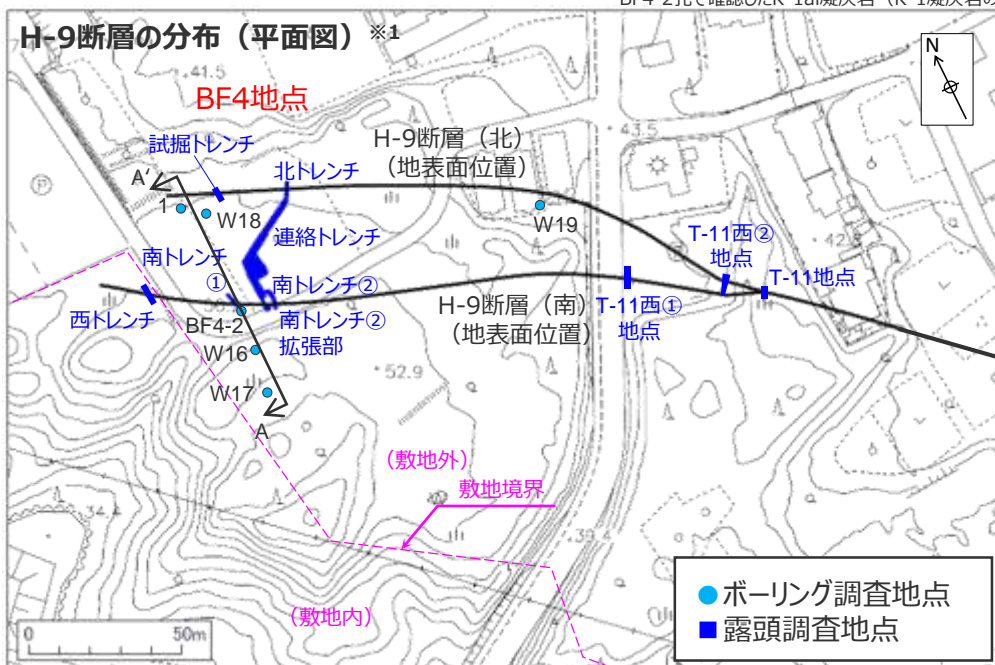 H-9断層の分布（平面図）※1
N
41.5
BF4地点
試掘トレンチ
H-9断層（北）
（地表面位置）
43.5
A'
北トレンチ
1
W18
W19
連絡トレンチ
T-11西②
地点
南トレンチ
①
南トレンチ②
T-11地点
H-9断層（南）
（地表面位置）
T-11西①
地点
西トレンチ
BF4-2
南トレンチ②
拡張部
W16
52.9
W17
A
（敷地外）
敷地境界
34.4
39.4
（敷地内）
ボーリング調査地点
露頭調査地点
0
50m